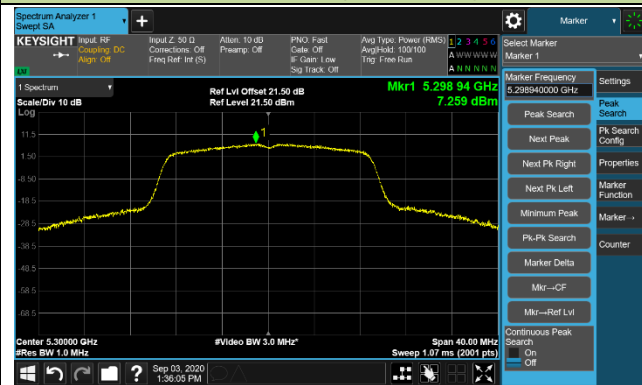 Spectrum Analyzer 1
Swept SA
+
Marker
KEYSIGHT
Input: RF
Coupling: DC
Align: Off
Input Z: 50 Ω
Corrections: Off
Freq Ref: Int (S)
Atten: 10 dB
Preamp: Off
PNO: Fast
Gate: Off
IF Gain: Low
Sig Track: Off
Avg Type: Power (RMS)
Avg|Hold: 100/100
Trig: Free Run
1 2 3 4 5 6
A W W W W W
A N N N N N
LXI
Select Marker
Marker 1
1 Spectrum
Scale/Div 10 dB
Log
Ref Lvl Offset 21.50 dB
Ref Level 21.50 dBm
Mkr1 5.298 94 GHz
7.259 dBm
11.5
1.50
-8.50
-18.5
-28.5
-38.5
-48.5
-58.5
-68.5
1
Center 5.30000 GHz
#Res BW 1.0 MHz
#Video BW 3.0 MHz*
Span 40.00 MHz
Sweep 1.07 ms (2001 pts)
Marker Frequency
5.298940000 GHz
Peak Search
Next Peak
Next Pk Right
Next Pk Left
Minimum Peak
Pk-Pk Search
Marker Delta
Mkr→CF
Mkr→Ref Lvl
Continuous Peak
Search
On
Off
Settings
Peak
Search
Pk Search
Config
Properties
Marker
Function
Marker→
Counter
?
Sep 03, 2020
1:36:05 PM